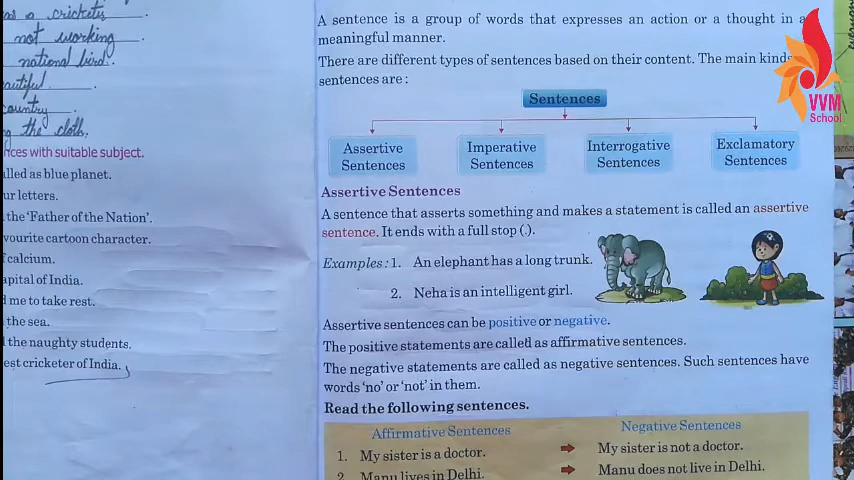 as a cricketer.
not working.
national bird.
autiful.
country.
the cloth.
nces with suitable subject.
lled as blue planet.
ur letters.
the 'Father of the Nation'.
vourite cartoon character.
f calcium.
apital of India.
d me to take rest.
the sea.
the naughty students.
est cricketer of India.
A sentence is a group of words that expresses an action or a thought in a
meaningful manner.
There are different types of sentences based on their content. The main kinds
sentences are :
Sentences
Assertive Sentences
Imperative Sentences
Interrogative Sentences
Exclamatory Sentences
Assertive Sentences
A sentence that asserts something and makes a statement is called an assertive
sentence. It ends with a full stop (.).
Examples : 1. An elephant has a long trunk.
2. Neha is an intelligent girl.
Assertive sentences can be positive or negative.
The positive statements are called as affirmative sentences.
The negative statements are called as negative sentences. Such sentences have
words 'no' or 'not' in them.
Read the following sentences.
Affirmative Sentences Negative Sentences
1. My sister is a doctor. My sister is not a doctor.
2. Manu lives in Delhi. Manu does not live in Delhi.
VVM
School